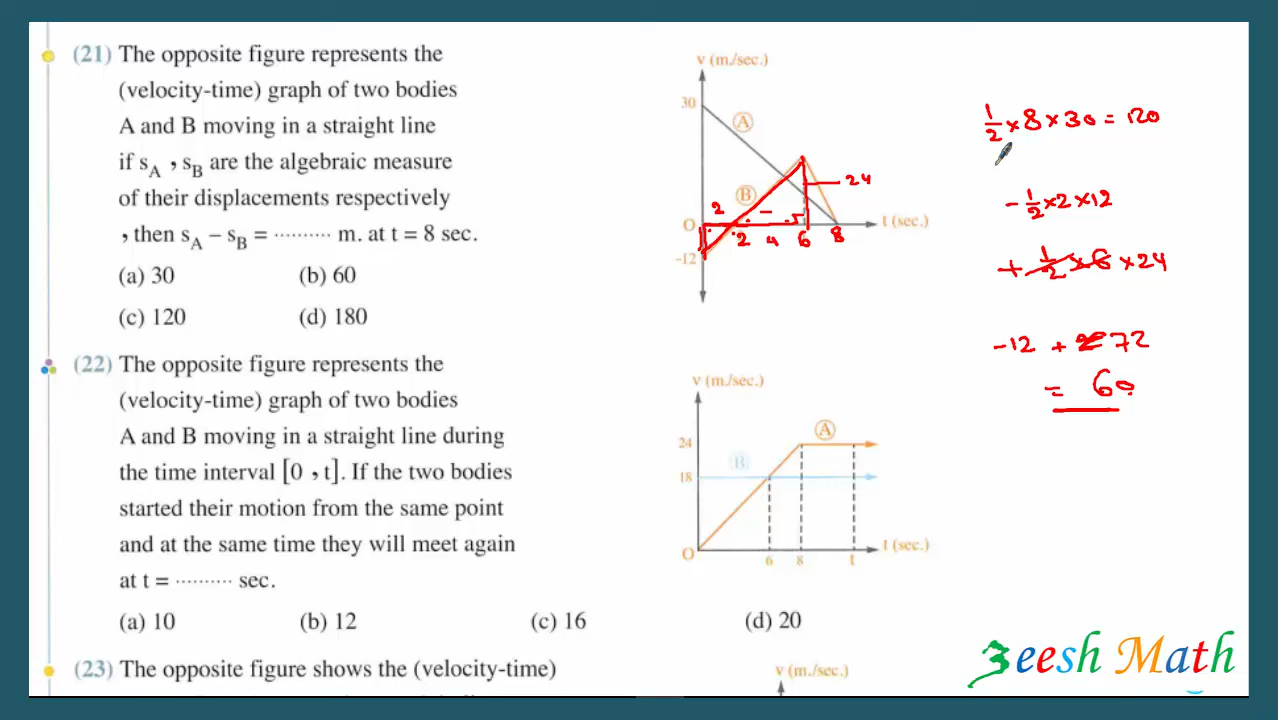 (21) The opposite figure represents the
(velocity-time) graph of two bodies
A and B moving in a straight line
if s_A , s_B are the algebraic measure
of their displacements respectively
, then s_A − s_B = ·········· m. at t = 8 sec.
(a) 30 (b) 60
(c) 120 (d) 180
v (m./sec.)
30
A
B
O
-12
t (sec.)
2
2
4
6
8
24
1/2 × 8 × 30 = 120
- 1/2 × 2 × 12
+ 1/2 × 6 × 24
-12 + 72
= 60
(22) The opposite figure represents the
(velocity-time) graph of two bodies
A and B moving in a straight line during
the time interval [0 , t]. If the two bodies
started their motion from the same point
and at the same time they will meet again
at t = ·········· sec.
(a) 10 (b) 12 (c) 16 (d) 20
v (m./sec.)
24
A
18
B
O
6 8 t
t (sec.)
(23) The opposite figure shows the (velocity-time)
v (m./sec.)
Zeesh Math